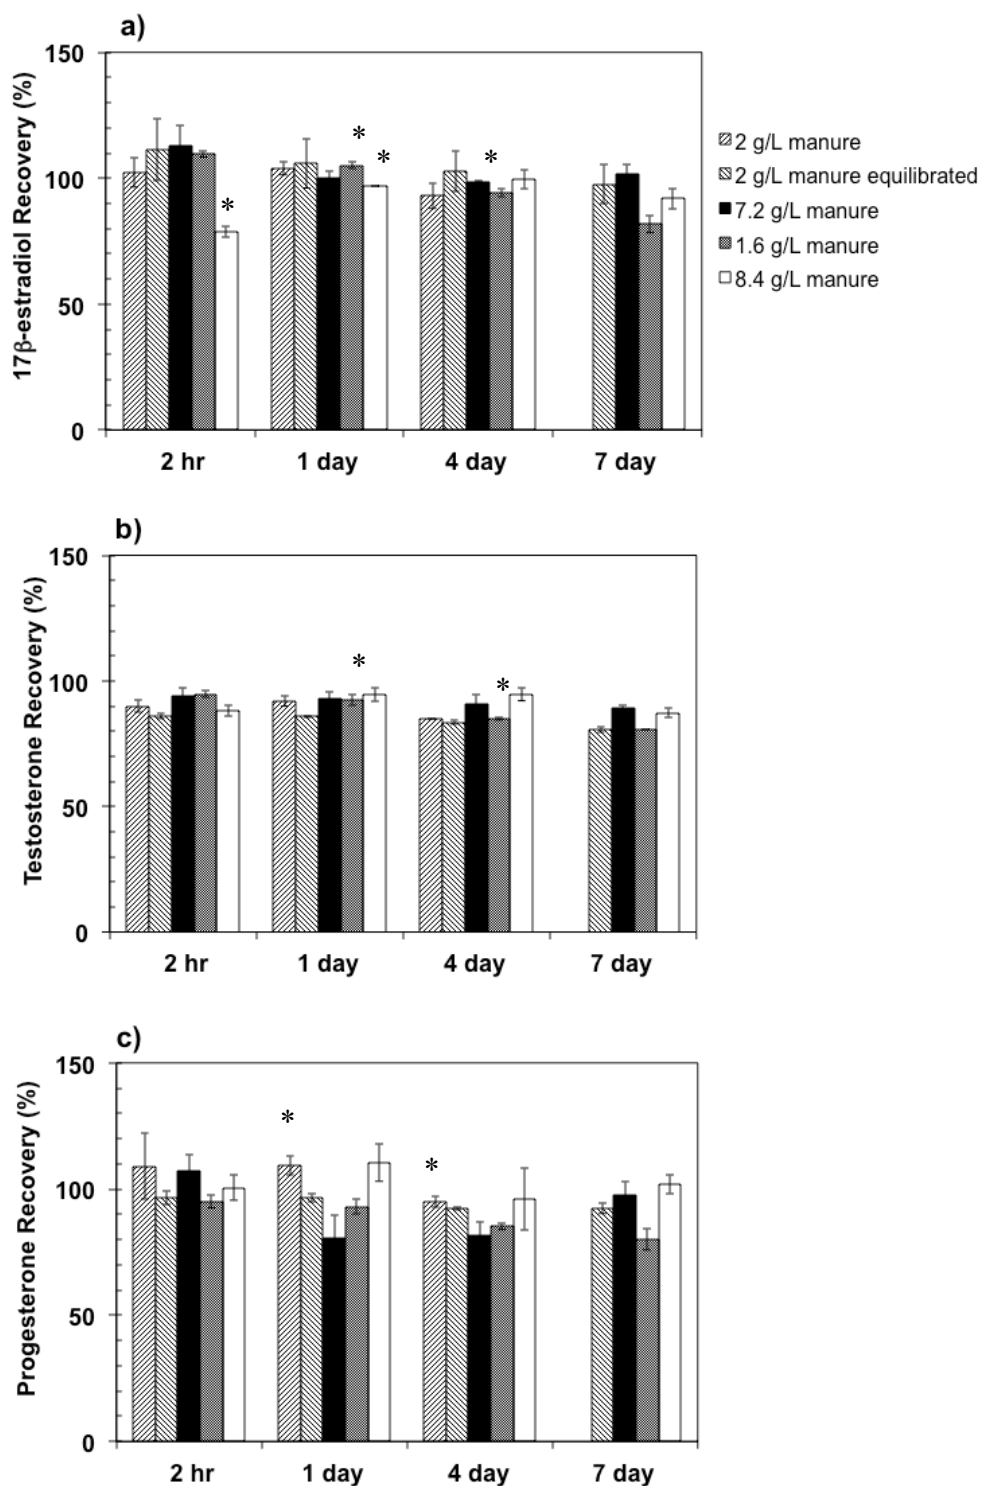 a)
17β-estradiol Recovery (%)
150
100
50
0
*
*
*
*
2 hr 1 day 4 day 7 day
2 g/L manure
2 g/L manure equilibrated
7.2 g/L manure
1.6 g/L manure
8.4 g/L manure
b)
Testosterone Recovery (%)
150
100
50
0
*
*
2 hr 1 day 4 day 7 day
c)
Progesterone Recovery (%)
150
100
50
0
*
*
2 hr 1 day 4 day 7 day